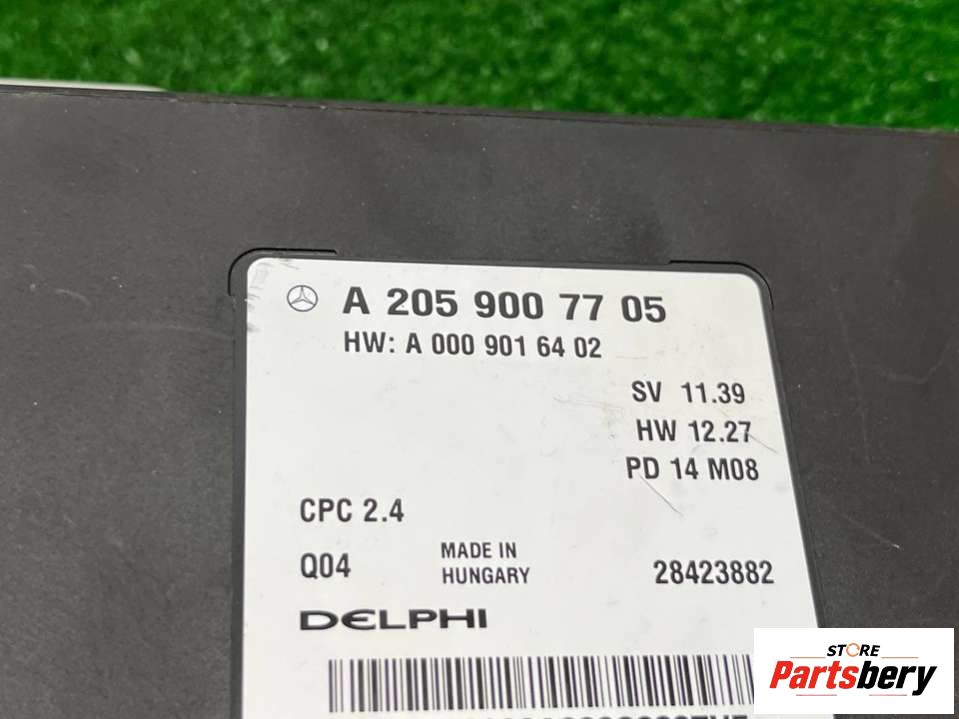 A 205 900 77 05
HW: A 000 901 64 02
SV 11.39
HW 12.27
PD 14 M08
CPC 2.4
Q04
MADE IN
HUNGARY
28423882
DELPHI
STORE
Partsbery